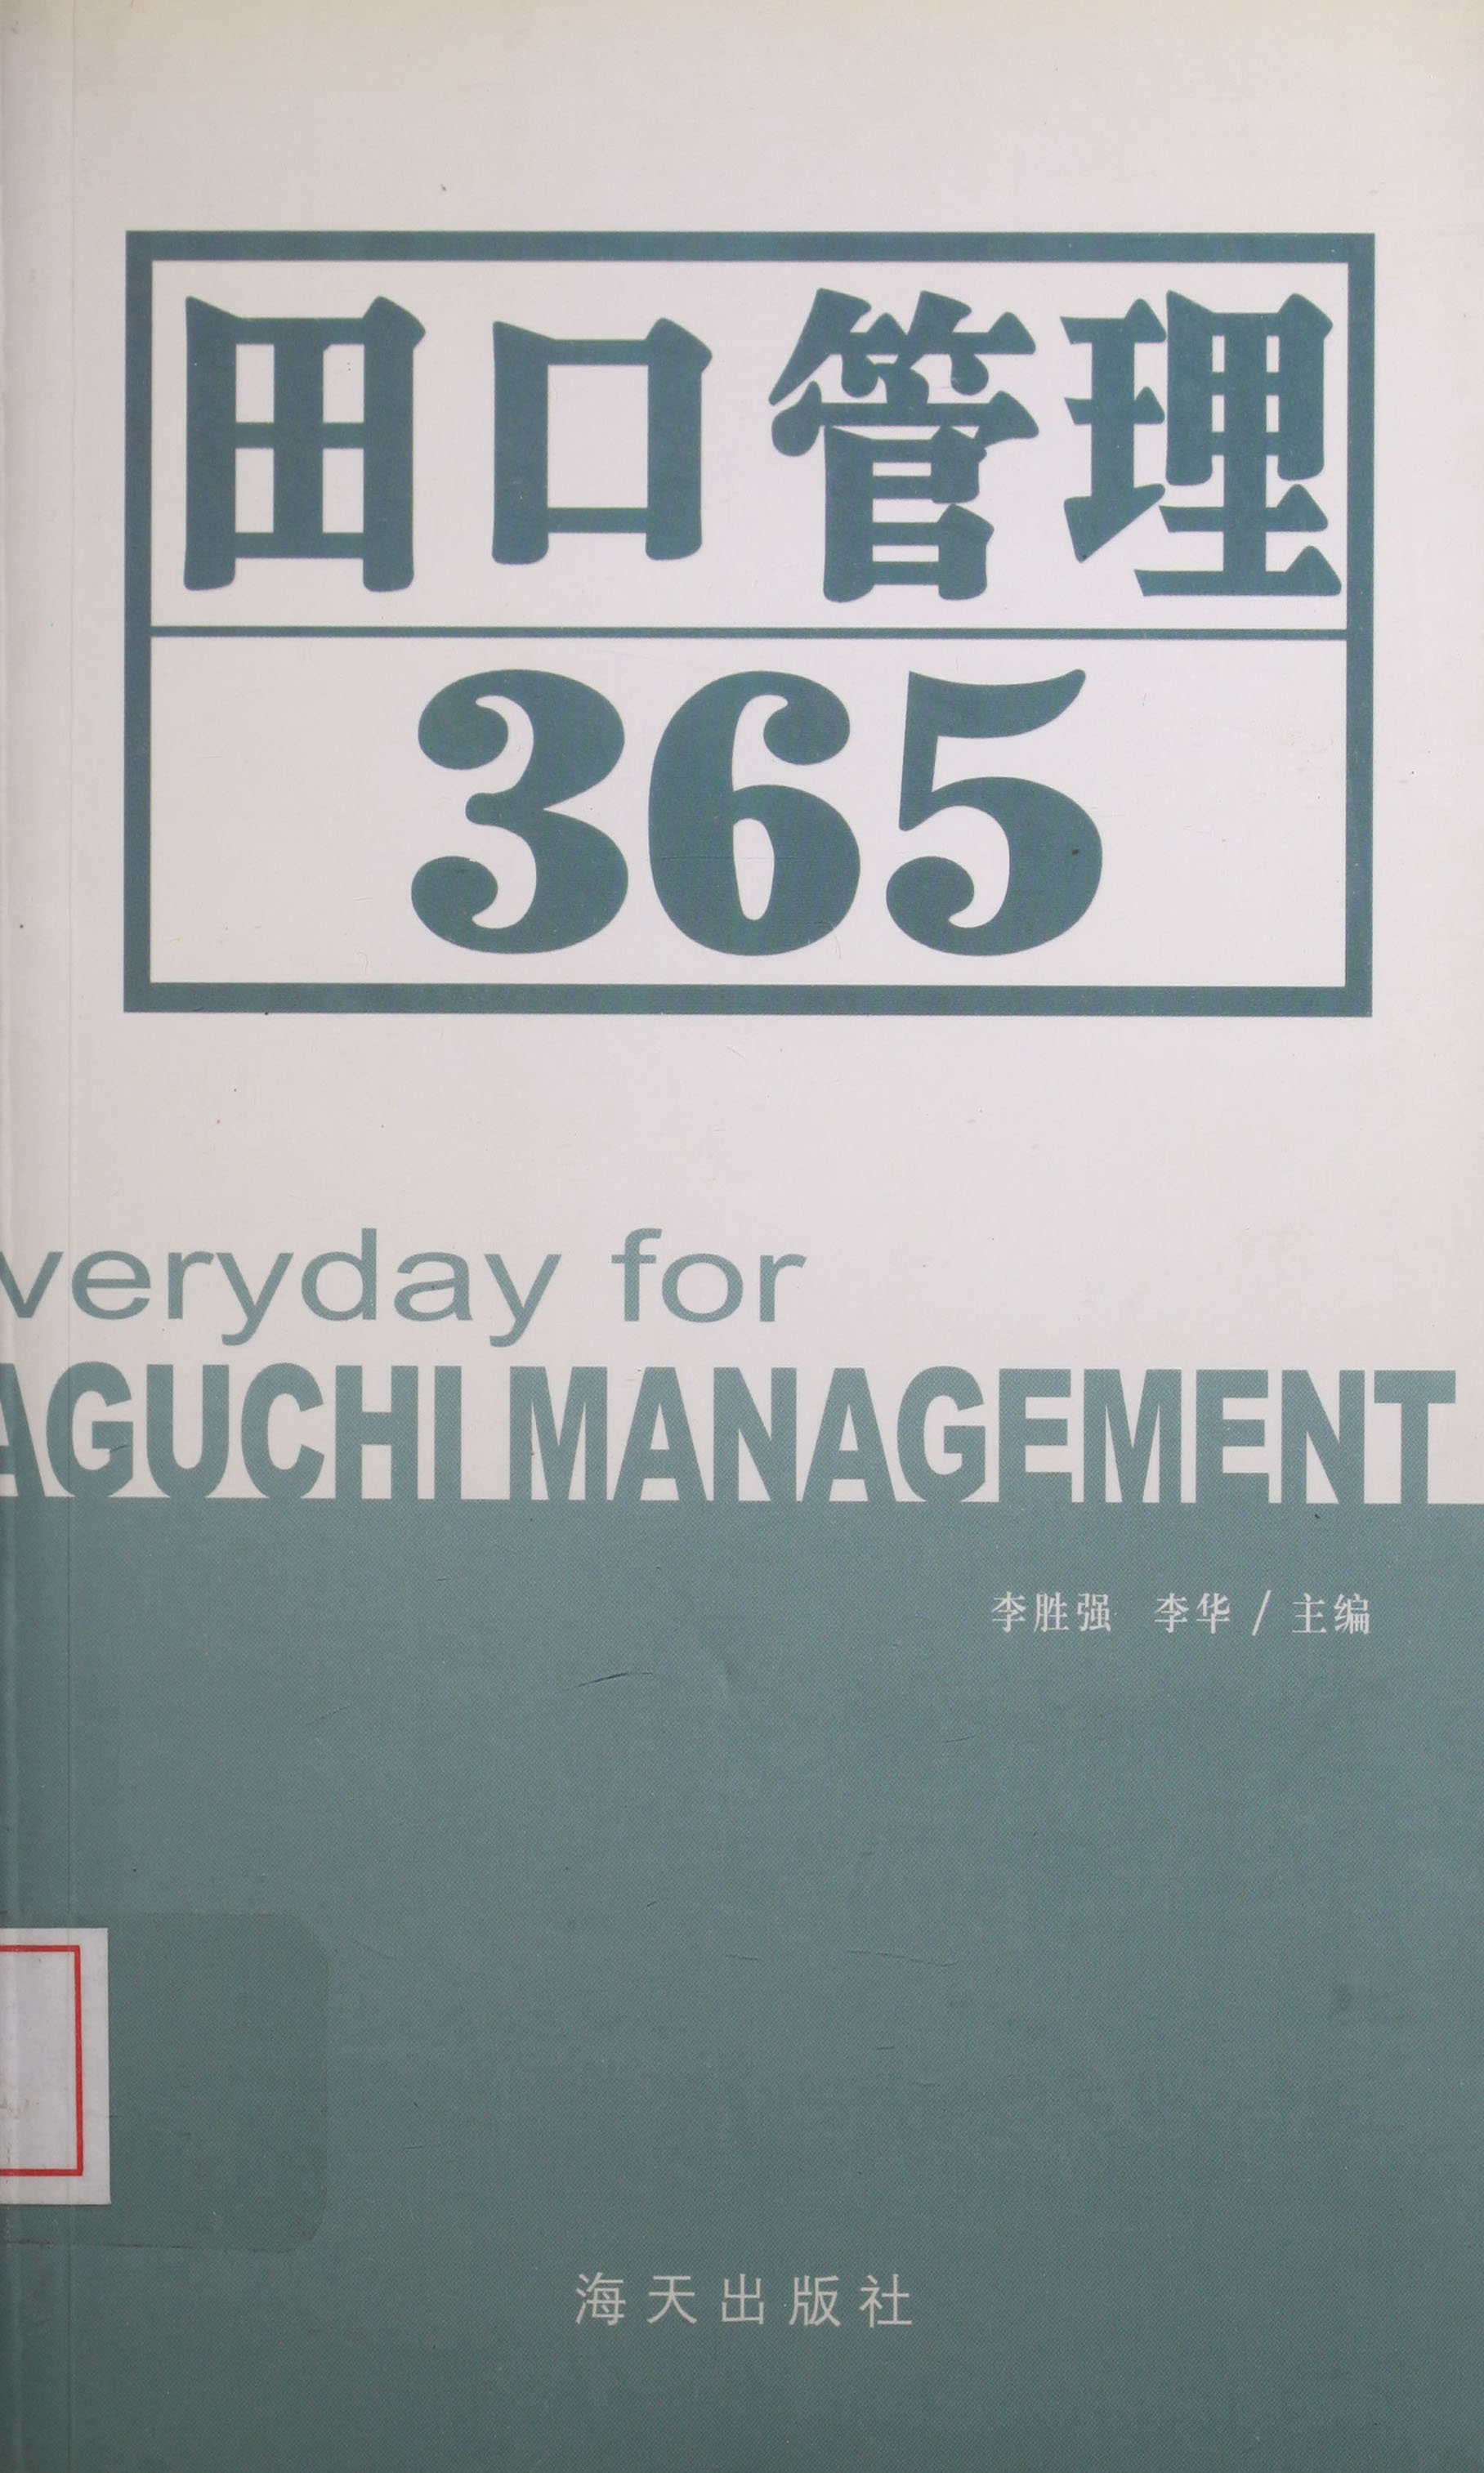 田口管理
365
veryday for
AGUCHI MANAGEMENT
李胜强 李华 / 主编
海天出版社